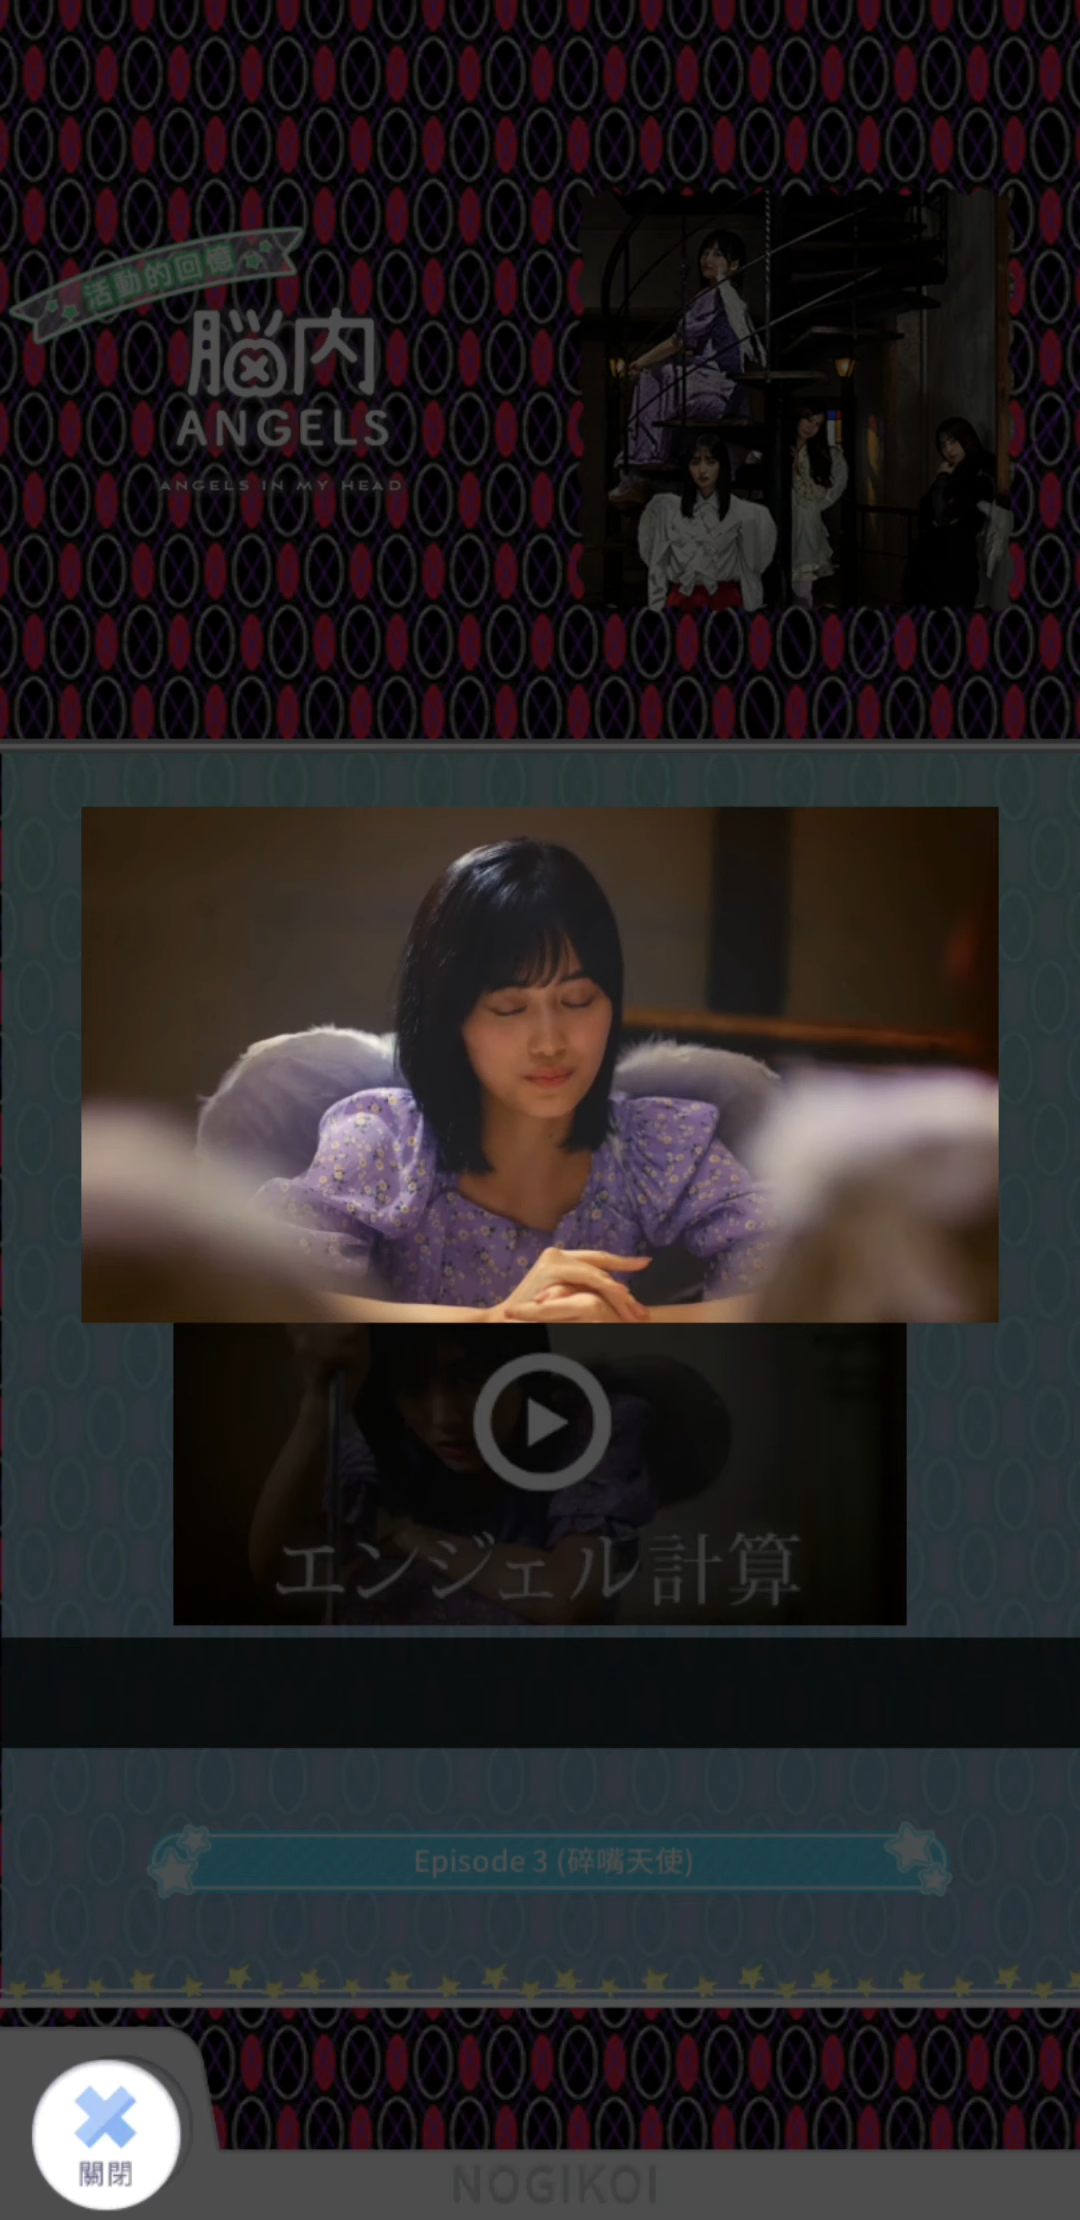 活動的回憶
脳内
ANGELS
ANGELS IN MY HEAD
エンジェル計算
Episode 3 (碎嘴天使)
關閉
NOGIKOI